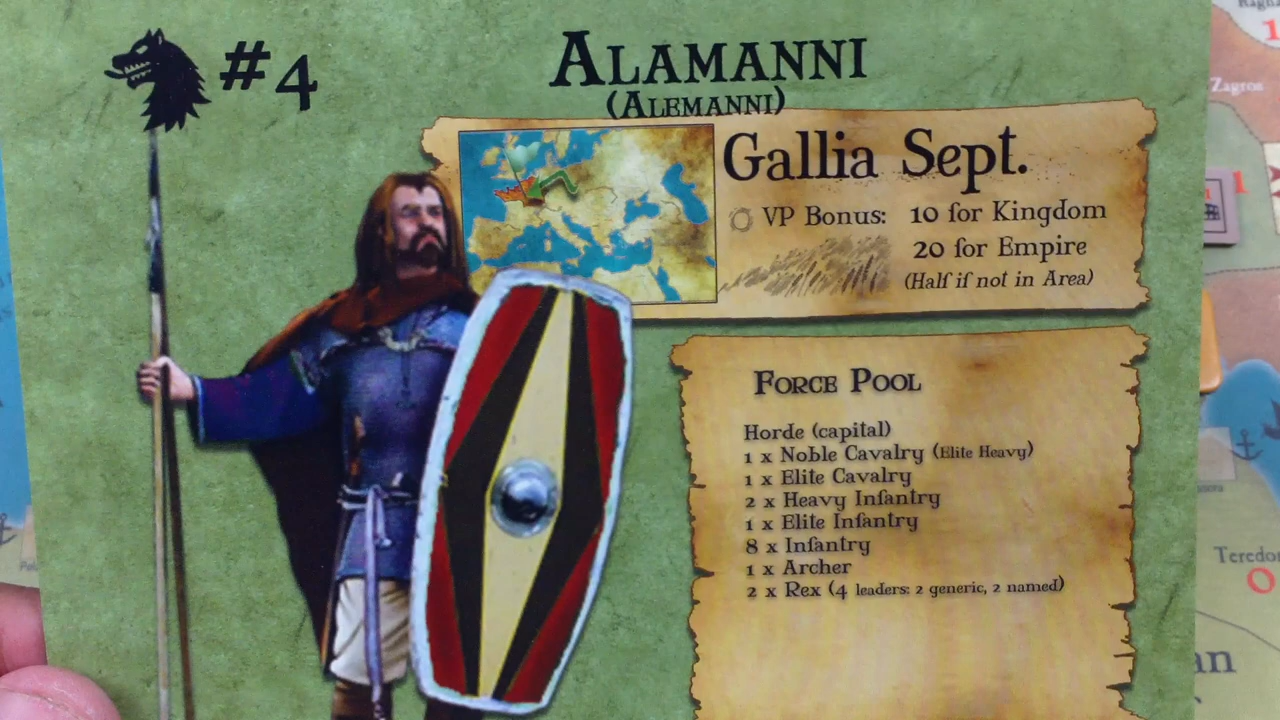 #4
ALAMANNI
(ALEMANNI)
Gallia Sept.
VP Bonus: 10 for Kingdom
20 for Empire
(Half if not in Area)
FORCE POOL
Horde (capital)
1 x Noble Cavalry (Elite Heavy)
1 x Elite Cavalry
2 x Heavy Infantry
1 x Elite Infantry
8 x Infantry
1 x Archer
2 x Rex (4 leaders: 2 generic, 2 named)
Zagros
1